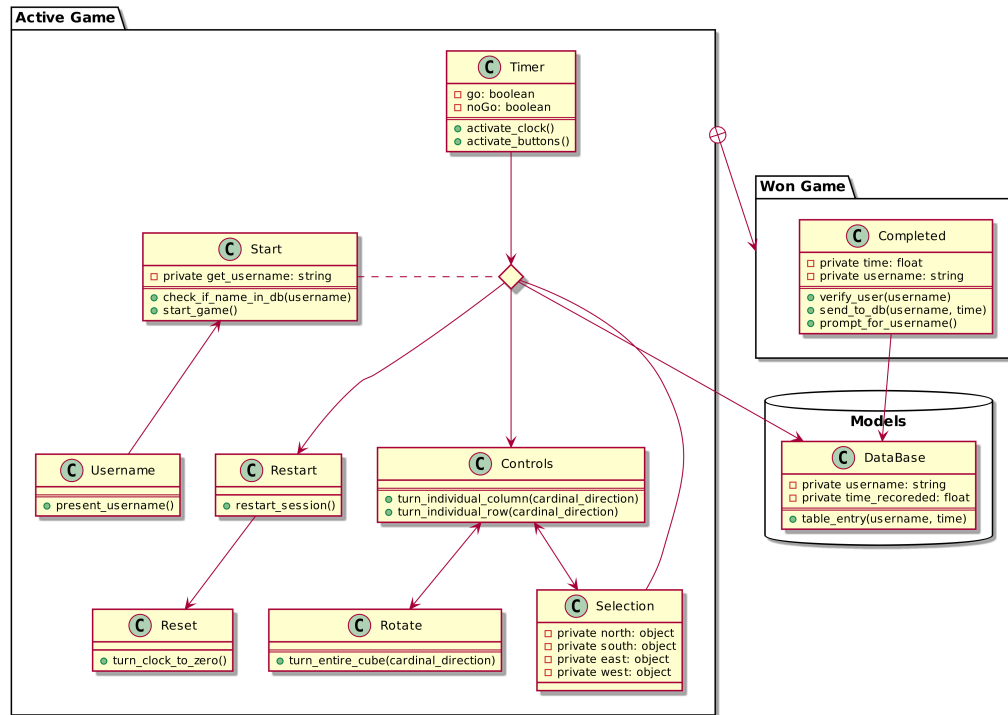 Active Game
C Timer
go: boolean
noGo: boolean
activate_clock()
activate_buttons()
Won Game
C Completed
private time: float
private username: string
verify_user(username)
send_to_db(username, time)
prompt_for_username()
C Start
private get_username: string
check_if_name_in_db(username)
start_game()
Models
C DataBase
private username: string
private time_recoreded: float
table_entry(username, time)
C Username
present_username()
C Restart
restart_session()
C Controls
turn_individual_column(cardinal_direction)
turn_individual_row(cardinal_direction)
C Reset
turn_clock_to_zero()
C Rotate
turn_entire_cube(cardinal_direction)
C Selection
private north: object
private south: object
private east: object
private west: object